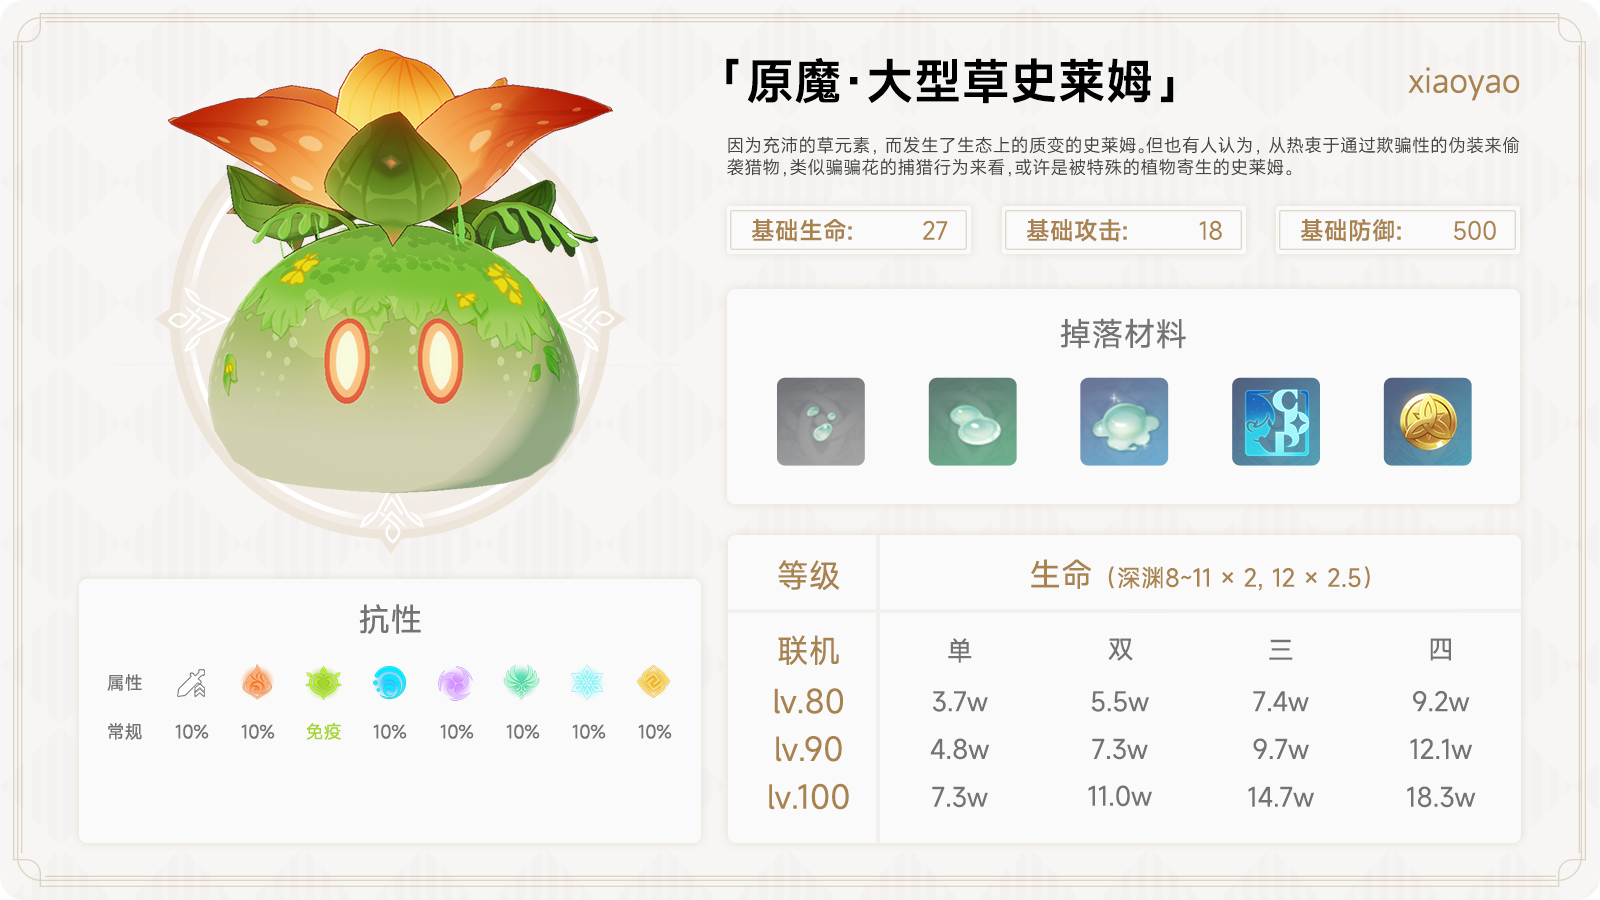 「原魔·大型草史莱姆」
xiaoyao
因为充沛的草元素，而发生了生态上的质变的史莱姆。但也有人认为，从热衷于通过欺骗性的伪装来偷
袭猎物，类似骗骗花的捕猎行为来看，或许是被特殊的植物寄生的史莱姆。
基础生命: 27 基础攻击: 18 基础防御: 500
掉落材料
CBP
等级 生命（深渊8~11 × 2, 12 × 2.5）
联机 单 双 三 四
lv.80 3.7w 5.5w 7.4w 9.2w
lv.90 4.8w 7.3w 9.7w 12.1w
lv.100 7.3w 11.0w 14.7w 18.3w
抗性
属性
常规 10% 10% 免疫 10% 10% 10% 10% 10%